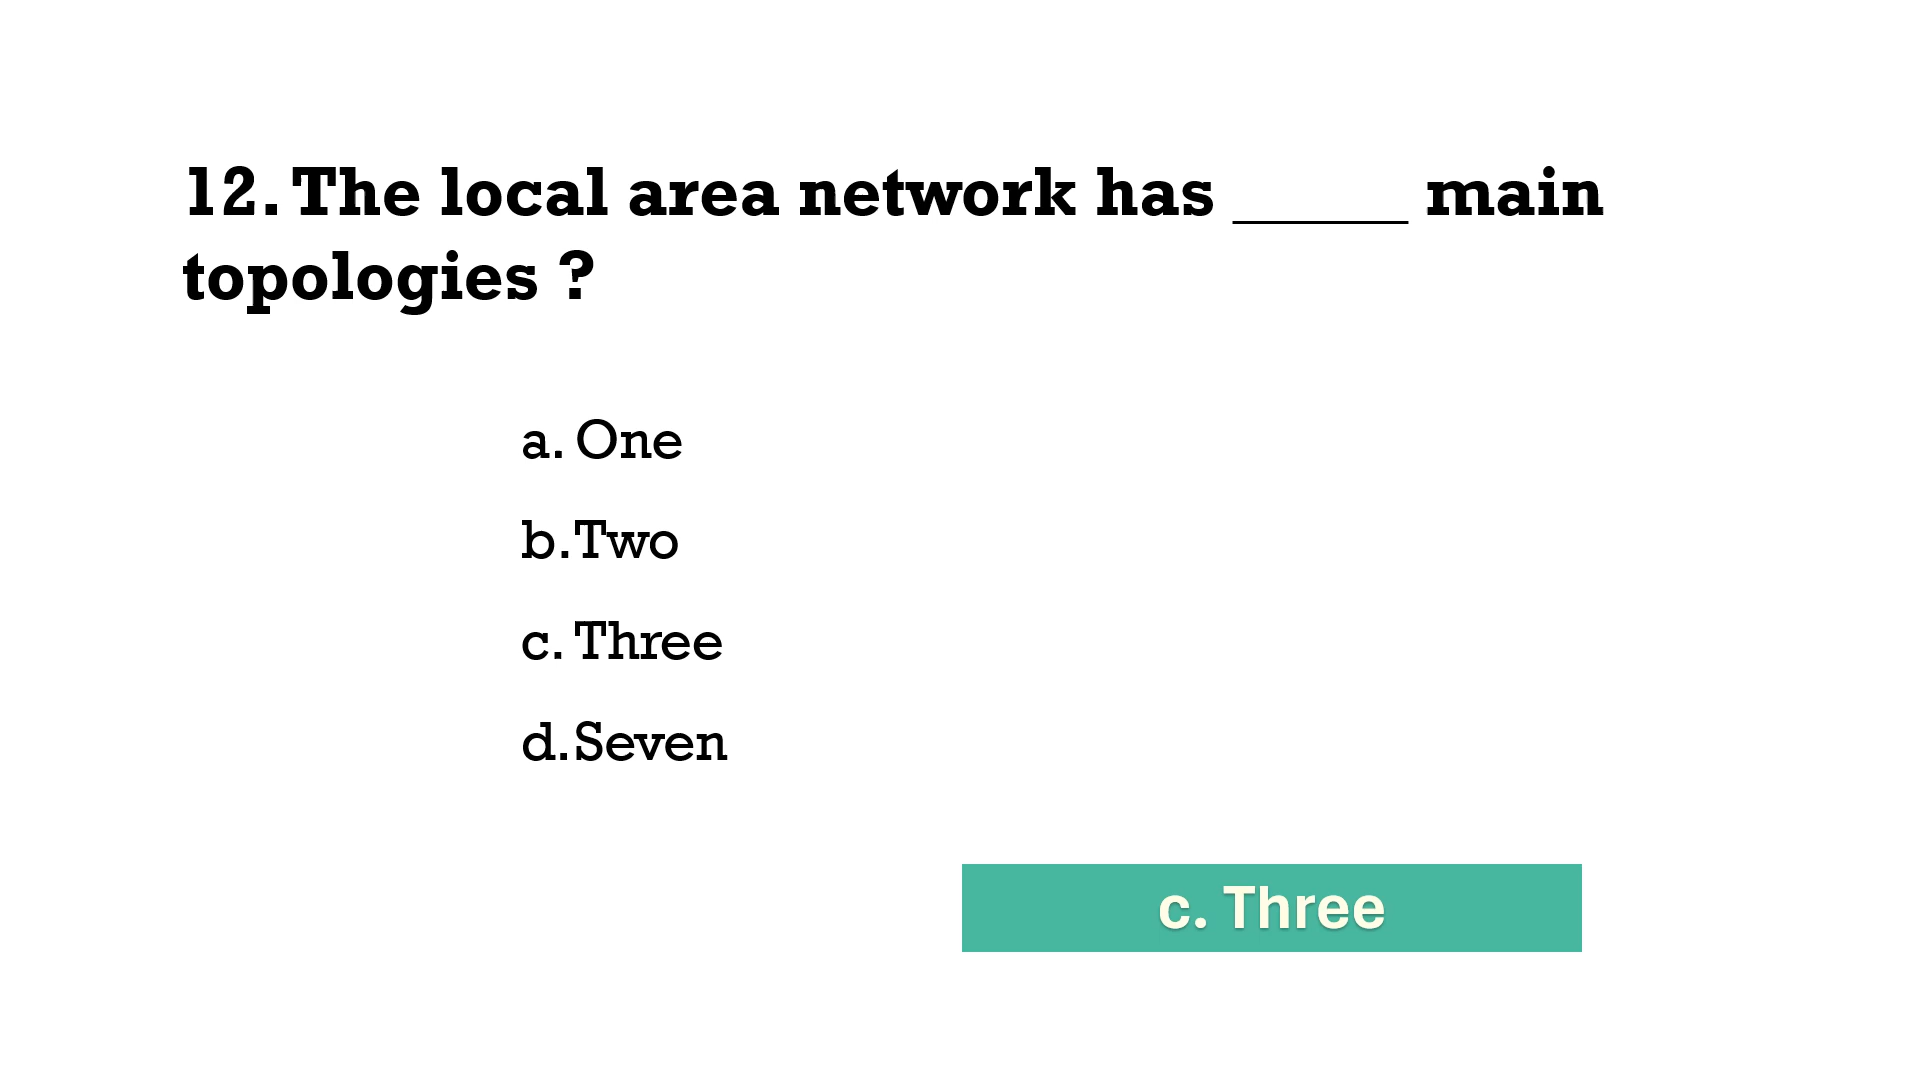 12. The local area network has _____ main
topologies ?
a. One
b. Two
c. Three
d. Seven
c. Three